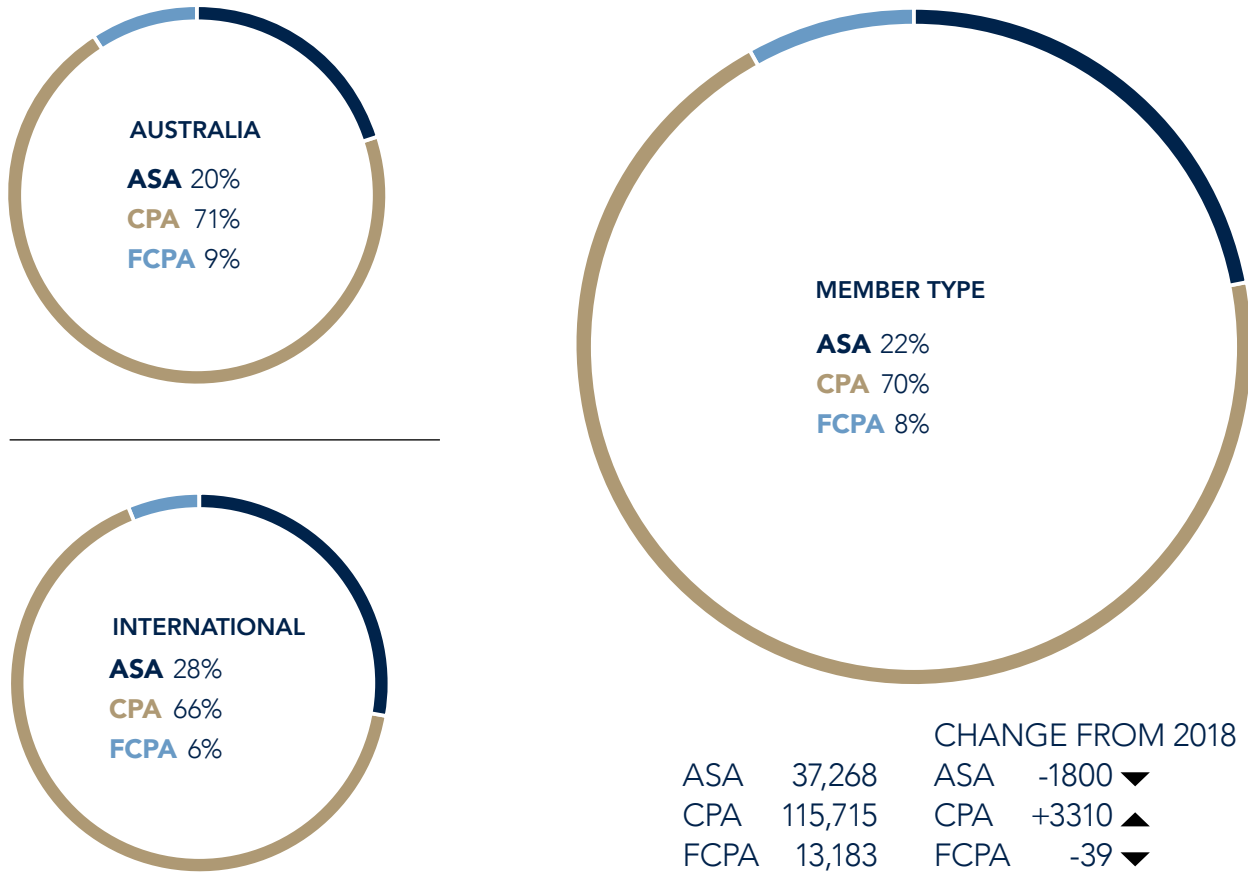 AUSTRALIA
ASA 20%
CPA 71%
FCPA 9%
INTERNATIONAL
ASA 28%
CPA 66%
FCPA 6%
MEMBER TYPE
ASA 22%
CPA 70%
FCPA 8%
CHANGE FROM 2018
ASA 37,268 ASA -1800
CPA 115,715 CPA +3310
FCPA 13,183 FCPA -39